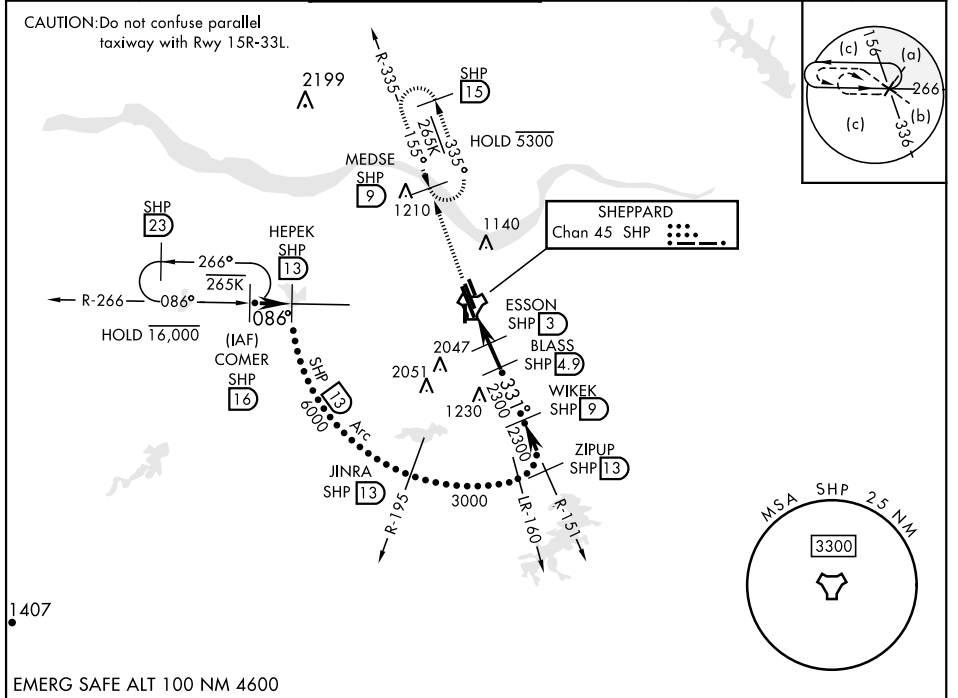 CAUTION:Do not confuse parallel
taxiway with Rwy 15R-33L.
2199
R-335
SHP
15
265K
155°
335°
HOLD 5300
MEDSE
SHP
9
1210
1140
SHEPPARD
Chan 45 SHP
SHP
23
HEPEK
SHP
13
266°
265K
R-266
086°
086°
HOLD 16,000
(IAF)
COMER
SHP
16
ESSON
SHP 3
2047
BLASS
SHP 4.9
2051
1230
331°
2300
WIKEK
SHP 9
2300
SHP 13 Arc
6000
ZIPUP
SHP 13
JINRA
SHP 13
3000
R-195
LR-160
R-151
156
(c)
(a)
266
(b)
(c)
336
MSA SHP 25 NM
3300
1407
EMERG SAFE ALT 100 NM 4600